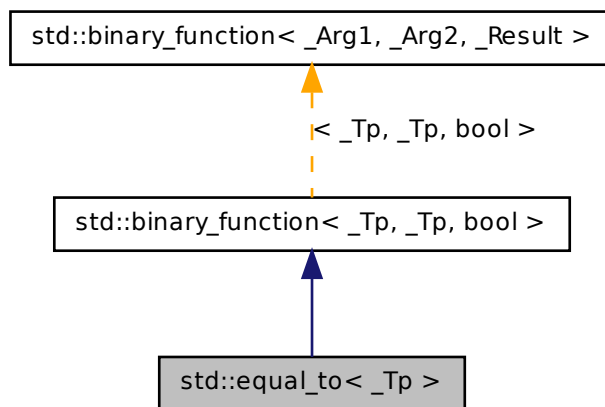 std::binary_function< _Arg1, _Arg2, _Result >
< _Tp, _Tp, bool >
std::binary_function< _Tp, _Tp, bool >
std::equal_to< _Tp >